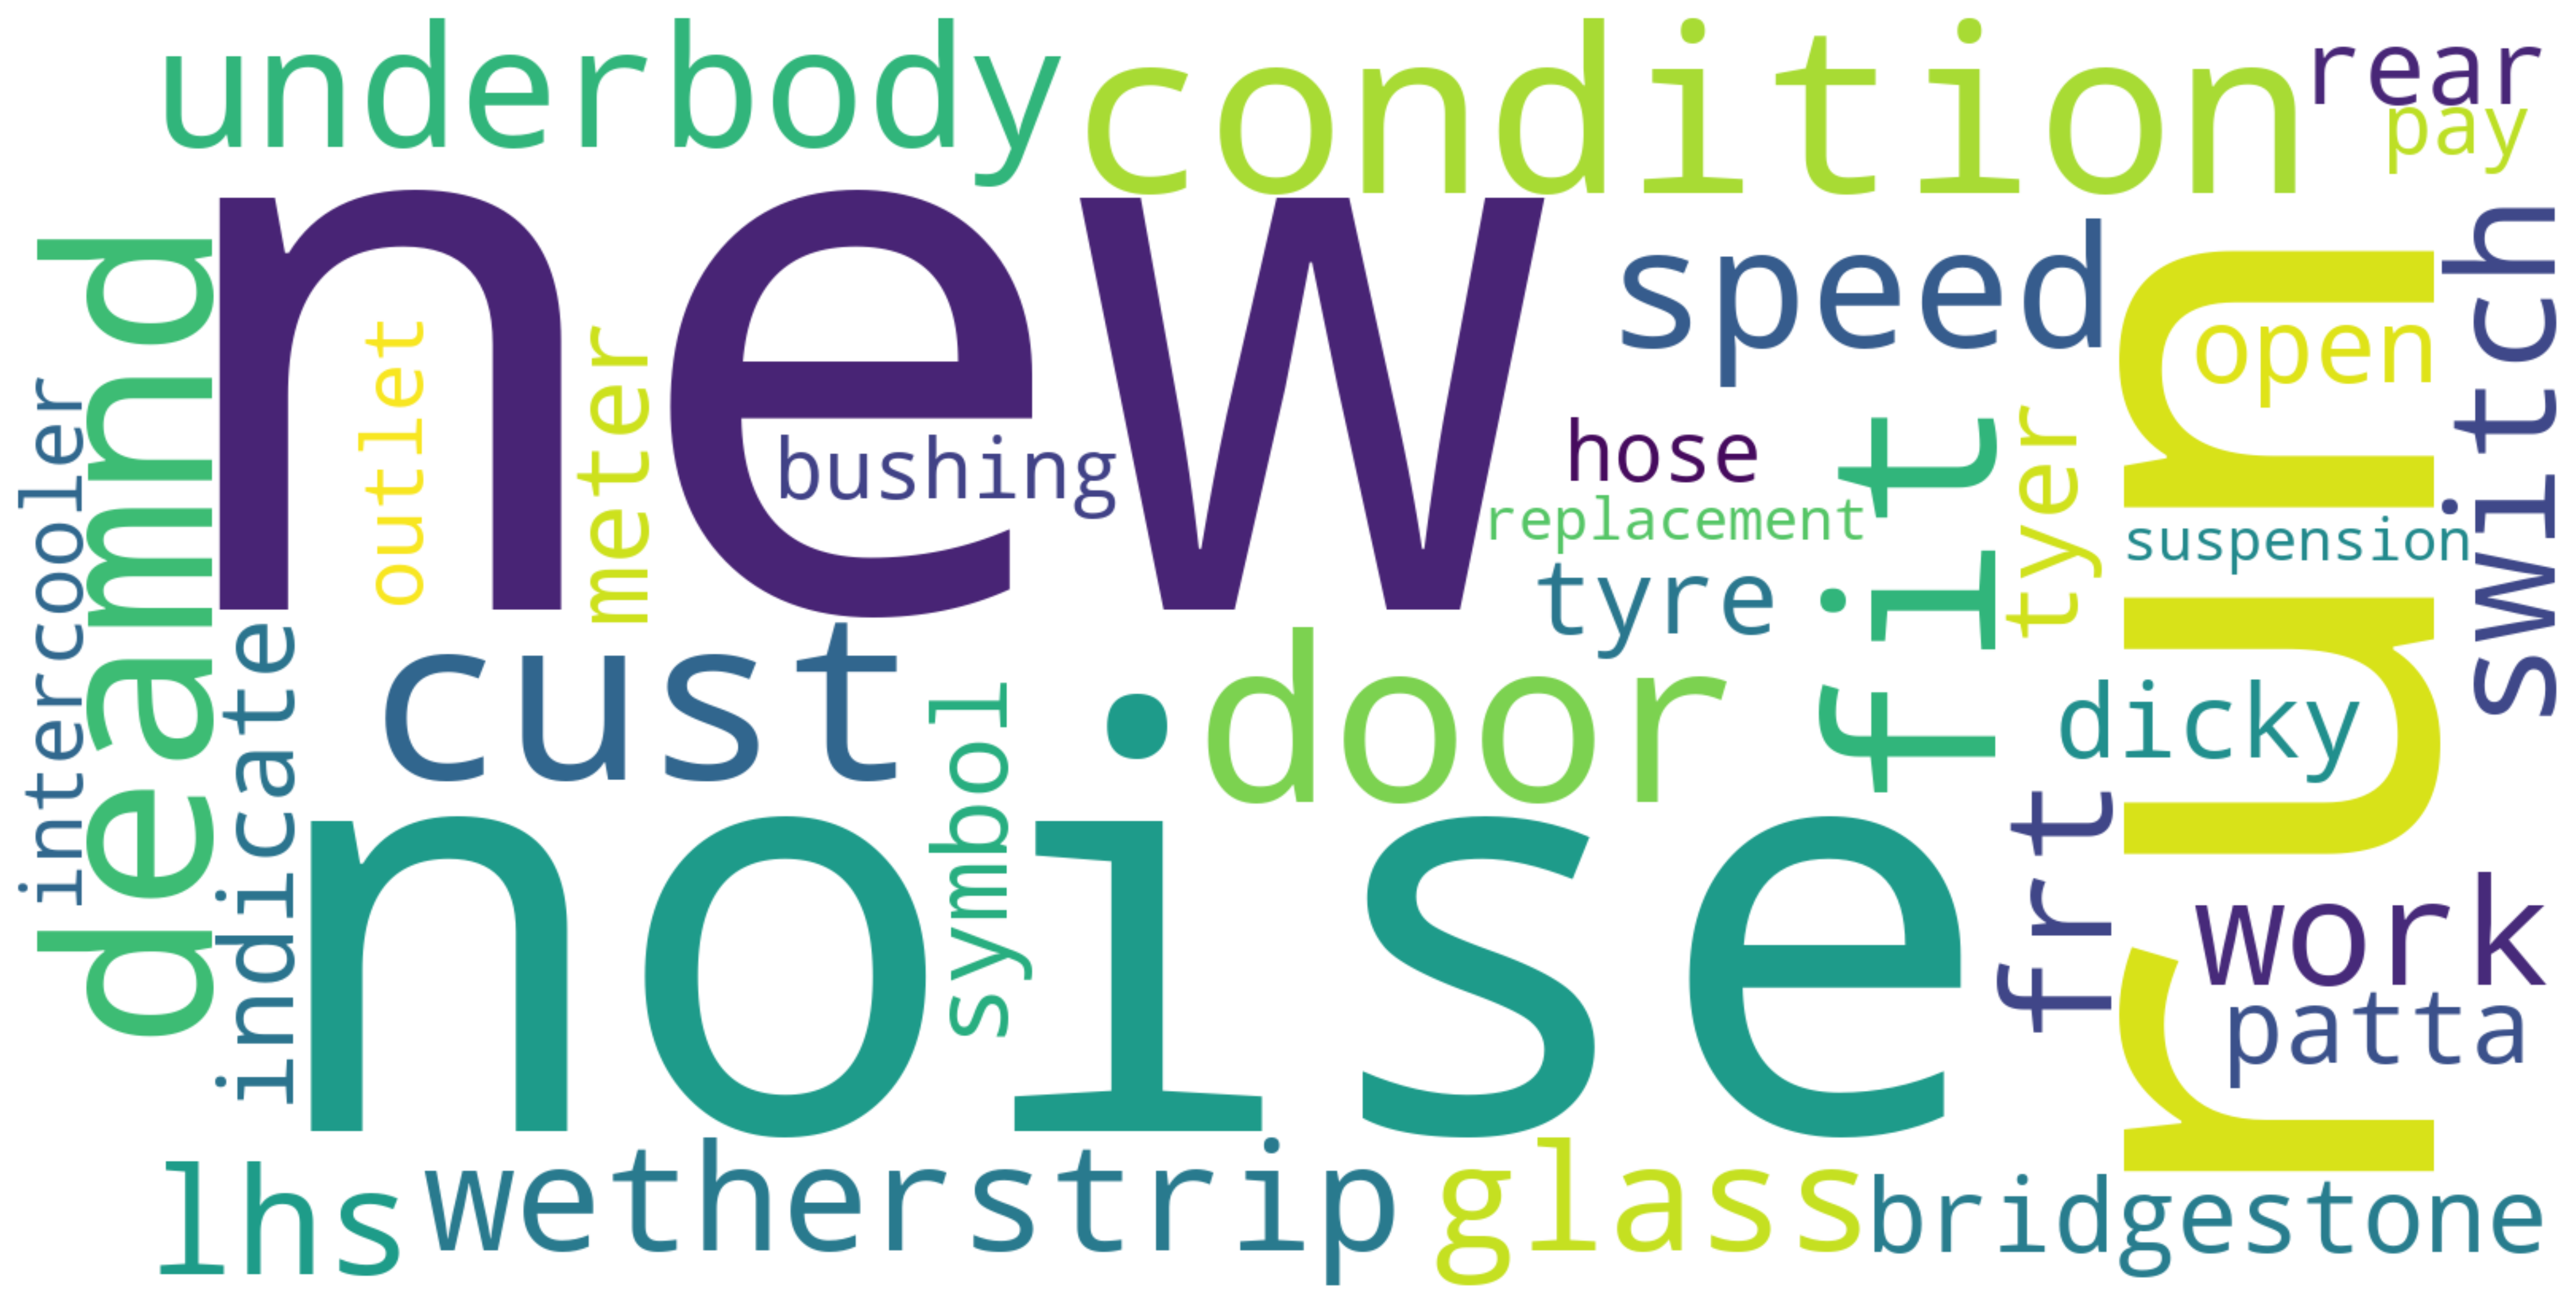 underbody
condition
rear
pay
new
deamnd
outlet
meter
bushing
speed
run
open
switch
intercooler
hose
replacement
fit
tyer
suspension
tyre
indicate
cust
symbol
door
dicky
noise
frt
work
patta
lhs
wetherstrip
glass
bridgestone